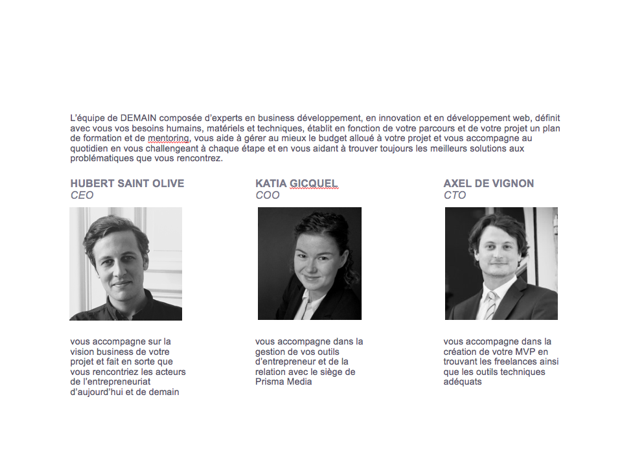 L'équipe de DEMAIN composée d'experts en business développement, en innovation et en développement web, définit
avec vous vos besoins humains, matériels et techniques, établit en fonction de votre parcours et de votre projet un plan
de formation et de mentoring, vous aide à gérer au mieux le budget alloué à votre projet et vous accompagne au
quotidien en vous challengeant à chaque étape et en vous aidant à trouver toujours les meilleurs solutions aux
problématiques que vous rencontrez.
HUBERT SAINT OLIVE
CEO
vous accompagne sur la
vision business de votre
projet et fait en sorte que
vous rencontriez les acteurs
de l'entrepreneuriat
d'aujourd'hui et de demain
KATIA GICQUEL
COO
vous accompagne dans la
gestion de vos outils
d'entrepreneur et de la
relation avec le siège de
Prisma Media
AXEL DE VIGNON
CTO
vous accompagne dans la
création de votre MVP en
trouvant les freelances ainsi
que les outils techniques
adéquats